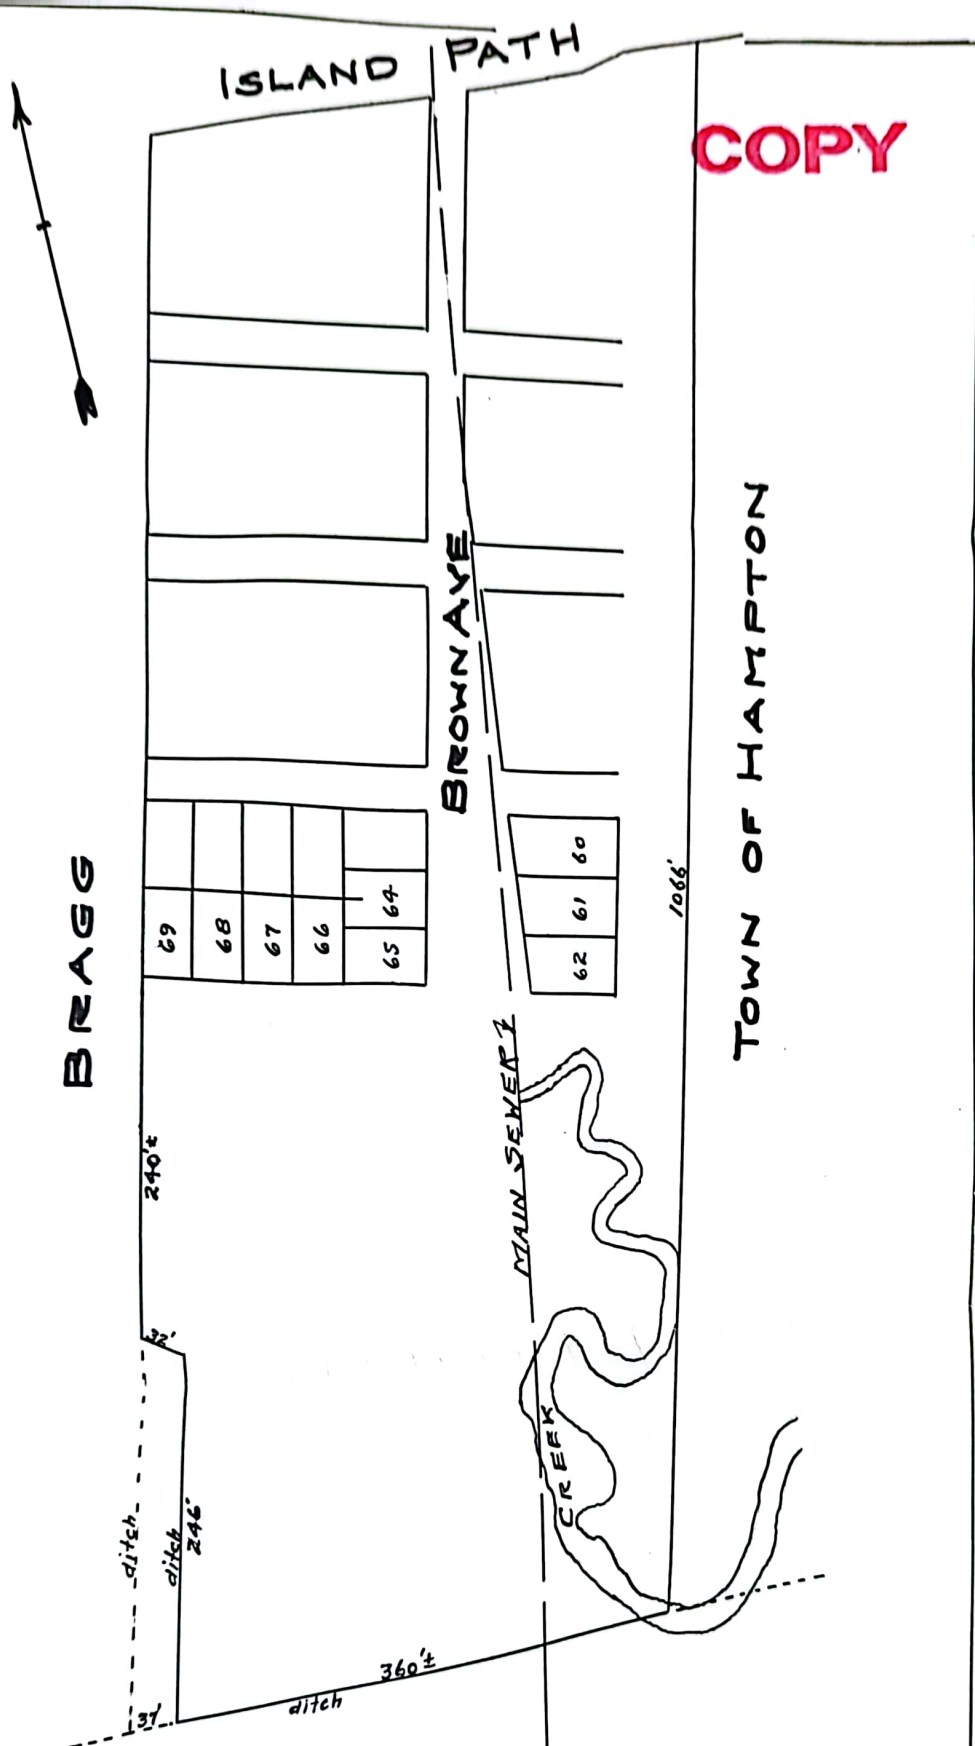 ISLAND PATH
COPY
BROWN AVE
TOWN OF HAMPTON
BRAGG
1066'
60
61
62
64
65
66
67
68
69
MAIN SEWER
240'±
32'
CREEK
ditch
ditch
246'
360'±
ditch
37'